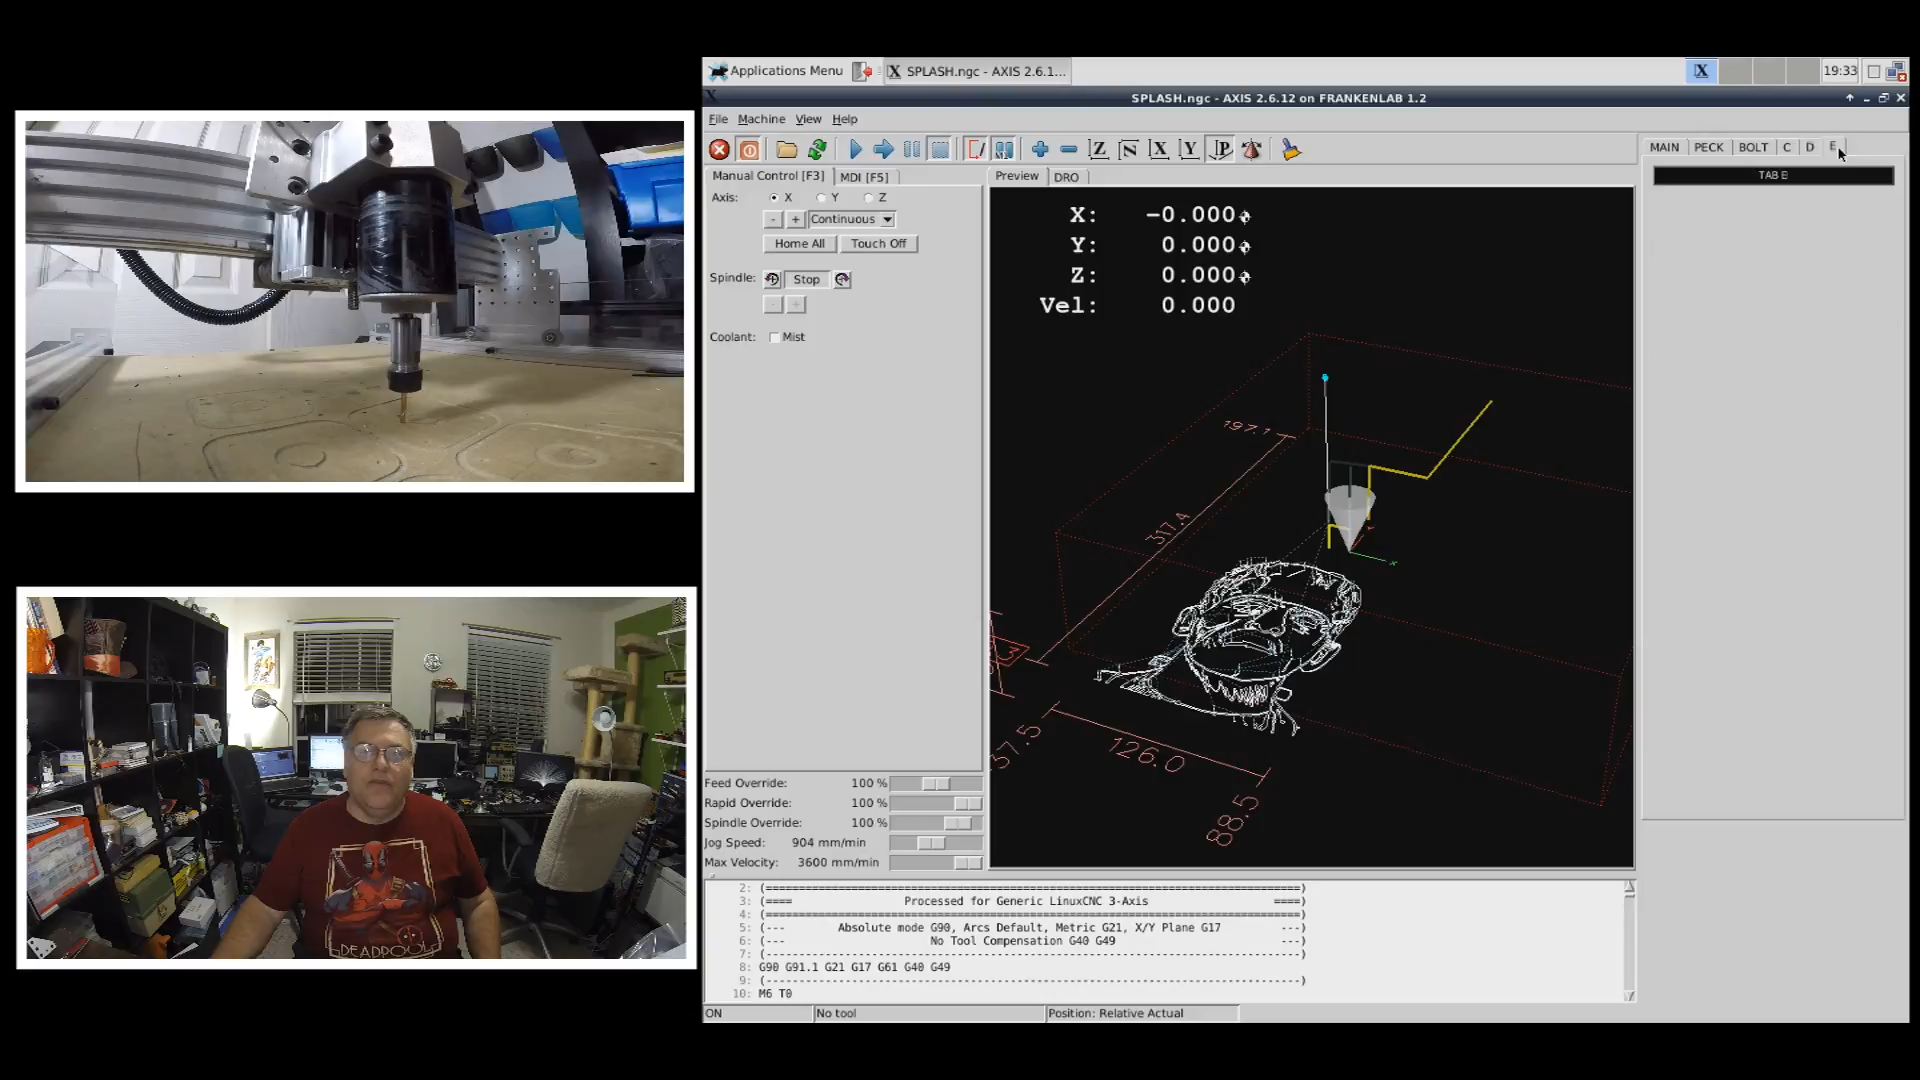 Applications Menu
SPLASH.ngc - AXIS 2.6.1...
19:33
SPLASH.ngc - AXIS 2.6.12 on FRANKENLAB 1.2
File Machine View Help
Manual Control [F3] MDI [F5]
Axis: X Y Z
- + Continuous
Home All Touch Off
Spindle: Stop
- +
Coolant: Mist
Feed Override: 100 %
Rapid Override: 100 %
Spindle Override: 100 %
Jog Speed: 904 mm/min
Max Velocity: 3600 mm/min
Preview DRO
X: -0.000
Y: 0.000
Z: 0.000
Vel: 0.000
197.1
317.4
37.5
126.0
88.5
MAIN PECK BOLT C D E
TAB E
2: (================================================================================)
3: (==== Processed for Generic LinuxCNC 3-Axis ====)
4: (================================================================================)
5: (--- Absolute mode G90, Arcs Default, Metric G21, X/Y Plane G17 ---)
6: (--- No Tool Compensation G40 G49 ---)
7: (--------------------------------------------------------------------------------)
8: G90 G91.1 G21 G17 G61 G40 G49
9: (--------------------------------------------------------------------------------)
10: M6 T0
ON No tool Position: Relative Actual
DEADPOOL